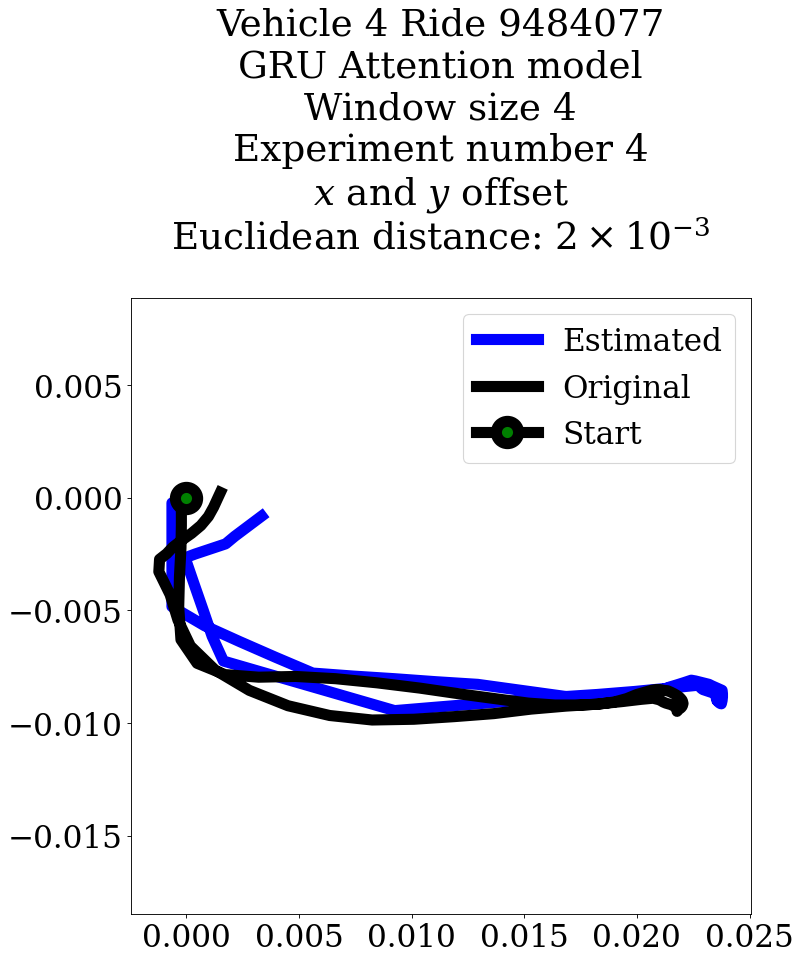 Vehicle 4 Ride 9484077
GRU Attention model
Window size 4
Experiment number 4
x and y offset
Euclidean distance: 2 × 10⁻³
Estimated
Original
Start
0.005
0.000
−0.005
−0.010
−0.015
0.000 0.005 0.010 0.015 0.020 0.025